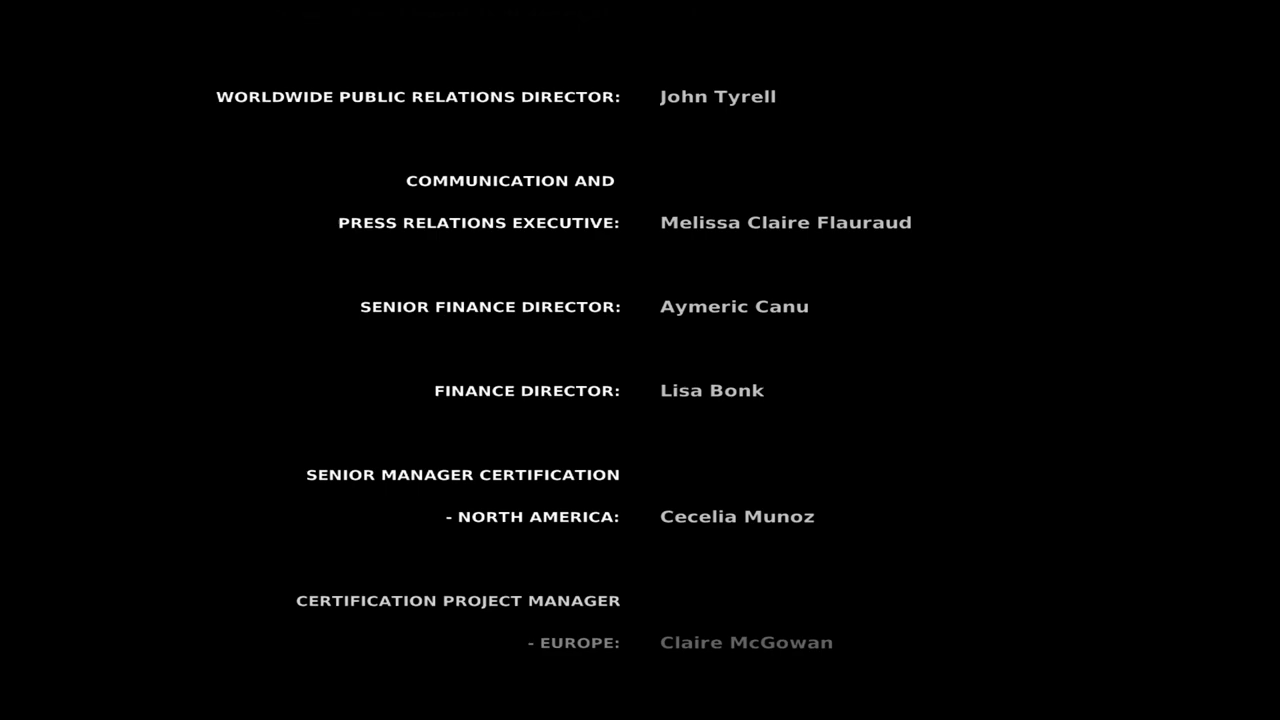 WORLDWIDE PUBLIC RELATIONS DIRECTOR: John Tyrell
COMMUNICATION AND
PRESS RELATIONS EXECUTIVE: Melissa Claire Flauraud
SENIOR FINANCE DIRECTOR: Aymeric Canu
FINANCE DIRECTOR: Lisa Bonk
SENIOR MANAGER CERTIFICATION
- NORTH AMERICA: Cecelia Munoz
CERTIFICATION PROJECT MANAGER
- EUROPE: Claire McGowan